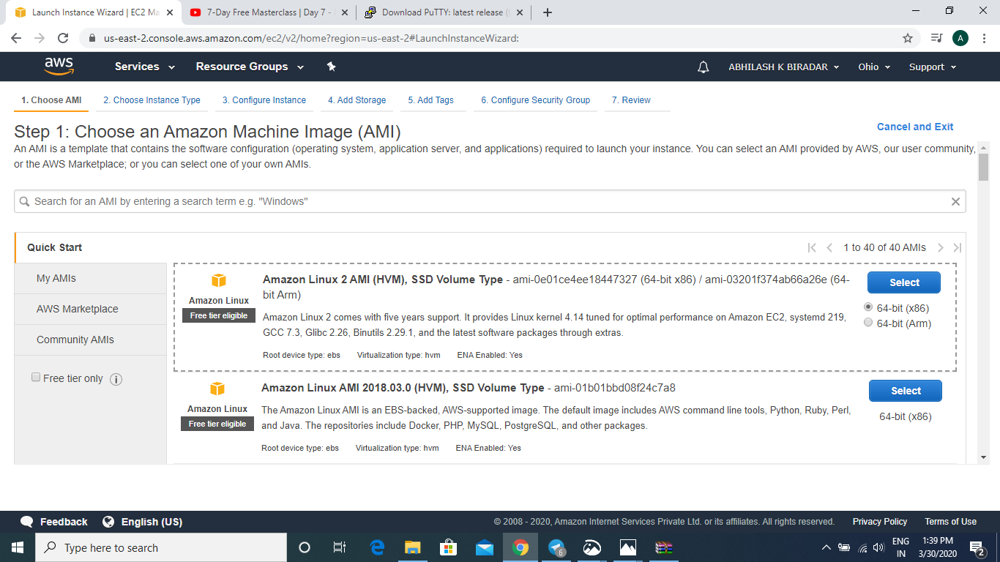 Launch Instance Wizard | EC2 Ma
7-Day Free Masterclass | Day 7 -
Download PuTTY: latest release (
us-east-2.console.aws.amazon.com/ec2/v2/home?region=us-east-2#LaunchInstanceWizard:
A
aws
Services
Resource Groups
ABHILASH K BIRADAR
Ohio
Support
1. Choose AMI
2. Choose Instance Type
3. Configure Instance
4. Add Storage
5. Add Tags
6. Configure Security Group
7. Review
Step 1: Choose an Amazon Machine Image (AMI)
Cancel and Exit
An AMI is a template that contains the software configuration (operating system, application server, and applications) required to launch your instance. You can select an AMI provided by AWS, our user community,
or the AWS Marketplace; or you can select one of your own AMIs.
Search for an AMI by entering a search term e.g. "Windows"
Quick Start
My AMIs
AWS Marketplace
Community AMIs
Free tier only
1 to 40 of 40 AMIs
Amazon Linux
Free tier eligible
Amazon Linux 2 AMI (HVM), SSD Volume Type - ami-0e01ce4ee18447327 (64-bit x86) / ami-03201f374ab66a26e (64-
bit Arm)
Amazon Linux 2 comes with five years support. It provides Linux kernel 4.14 tuned for optimal performance on Amazon EC2, systemd 219,
GCC 7.3, Glibc 2.26, Binutils 2.29.1, and the latest software packages through extras.
Root device type: ebs Virtualization type: hvm ENA Enabled: Yes
Select
64-bit (x86)
64-bit (Arm)
Amazon Linux
Free tier eligible
Amazon Linux AMI 2018.03.0 (HVM), SSD Volume Type - ami-01b01bbd08f24c7a8
The Amazon Linux AMI is an EBS-backed, AWS-supported image. The default image includes AWS command line tools, Python, Ruby, Perl,
and Java. The repositories include Docker, PHP, MySQL, PostgreSQL, and other packages.
Root device type: ebs Virtualization type: hvm ENA Enabled: Yes
Select
64-bit (x86)
Feedback
English (US)
© 2008 - 2020, Amazon Internet Services Private Ltd. or its affiliates. All rights reserved.
Privacy Policy
Terms of Use
Type here to search
6
ENG
IN
1:39 PM
3/30/2020
2